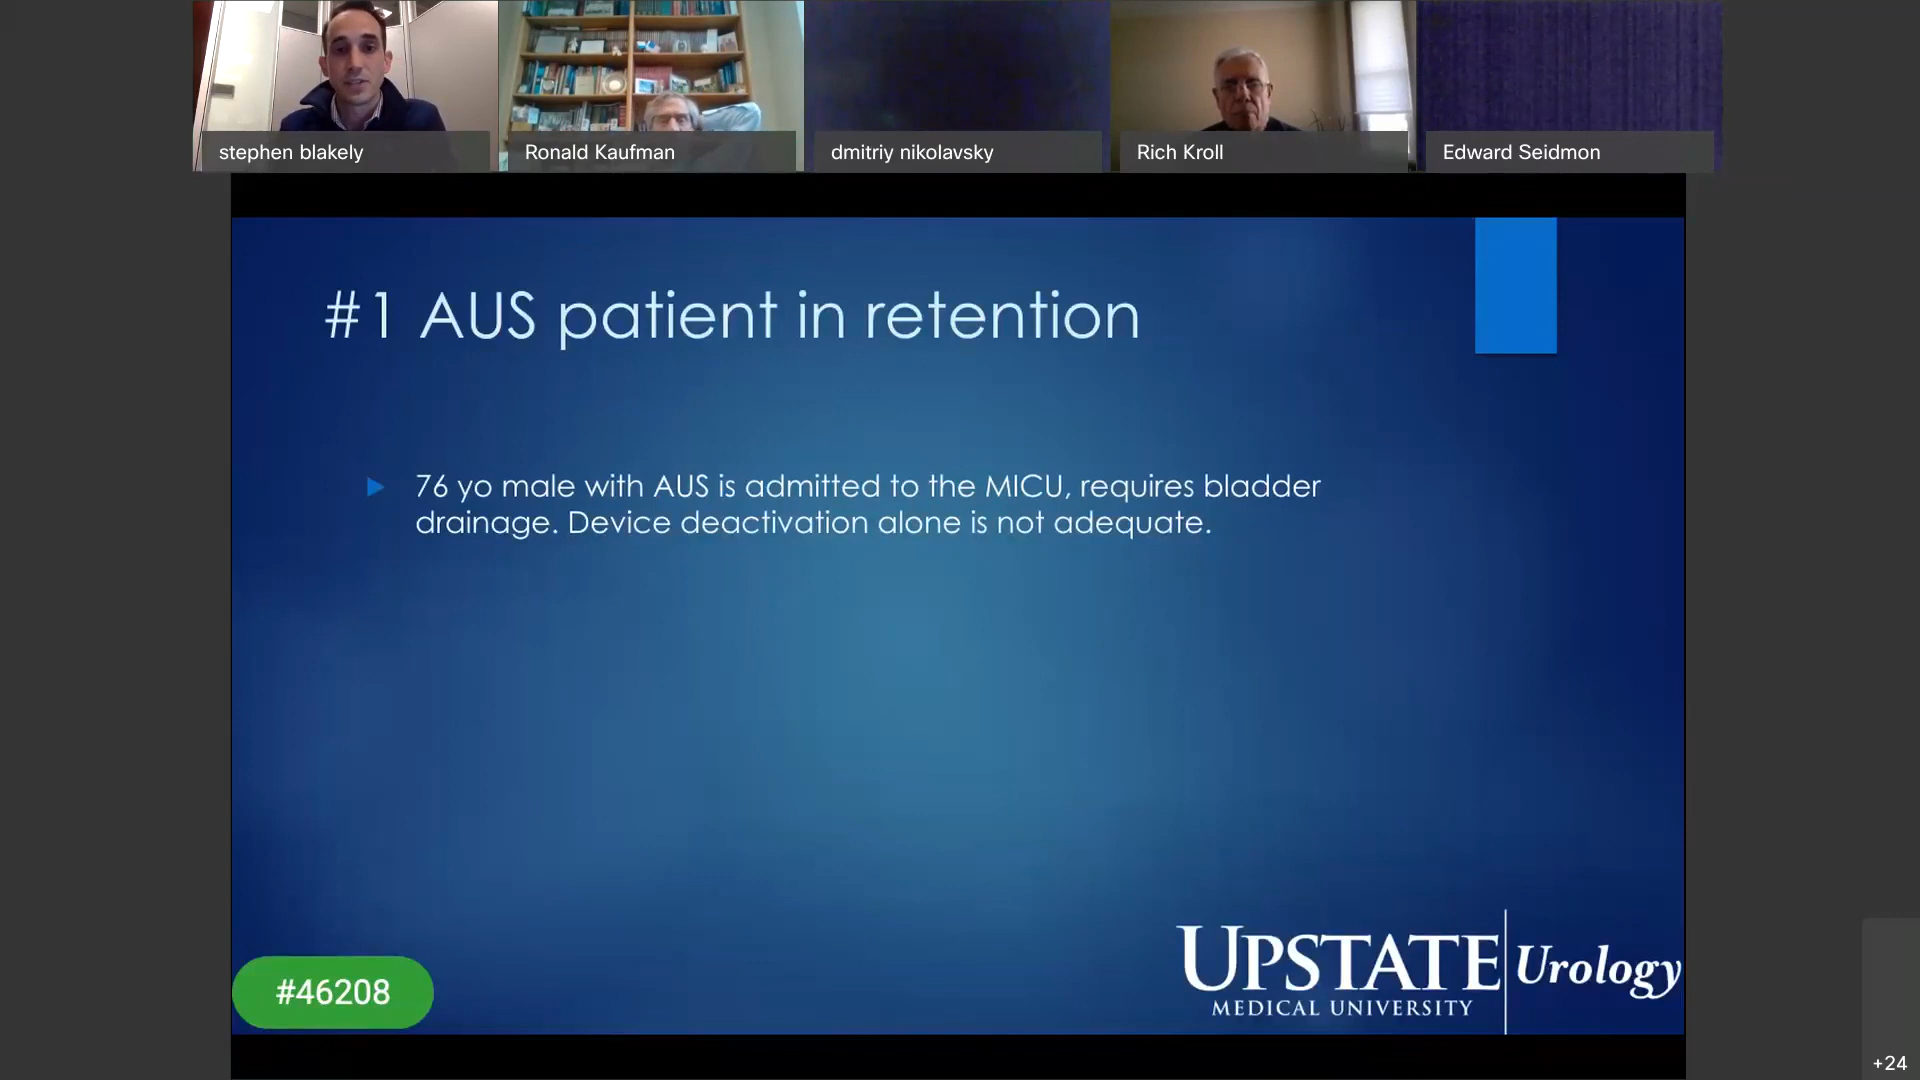 stephen blakely
Ronald Kaufman
dmitriy nikolavsky
Rich Kroll
Edward Seidmon
#1 AUS patient in retention
76 yo male with AUS is admitted to the MICU, requires bladder
drainage. Device deactivation alone is not adequate.
#46208
UPSTATE
MEDICAL UNIVERSITY
Urology
+24